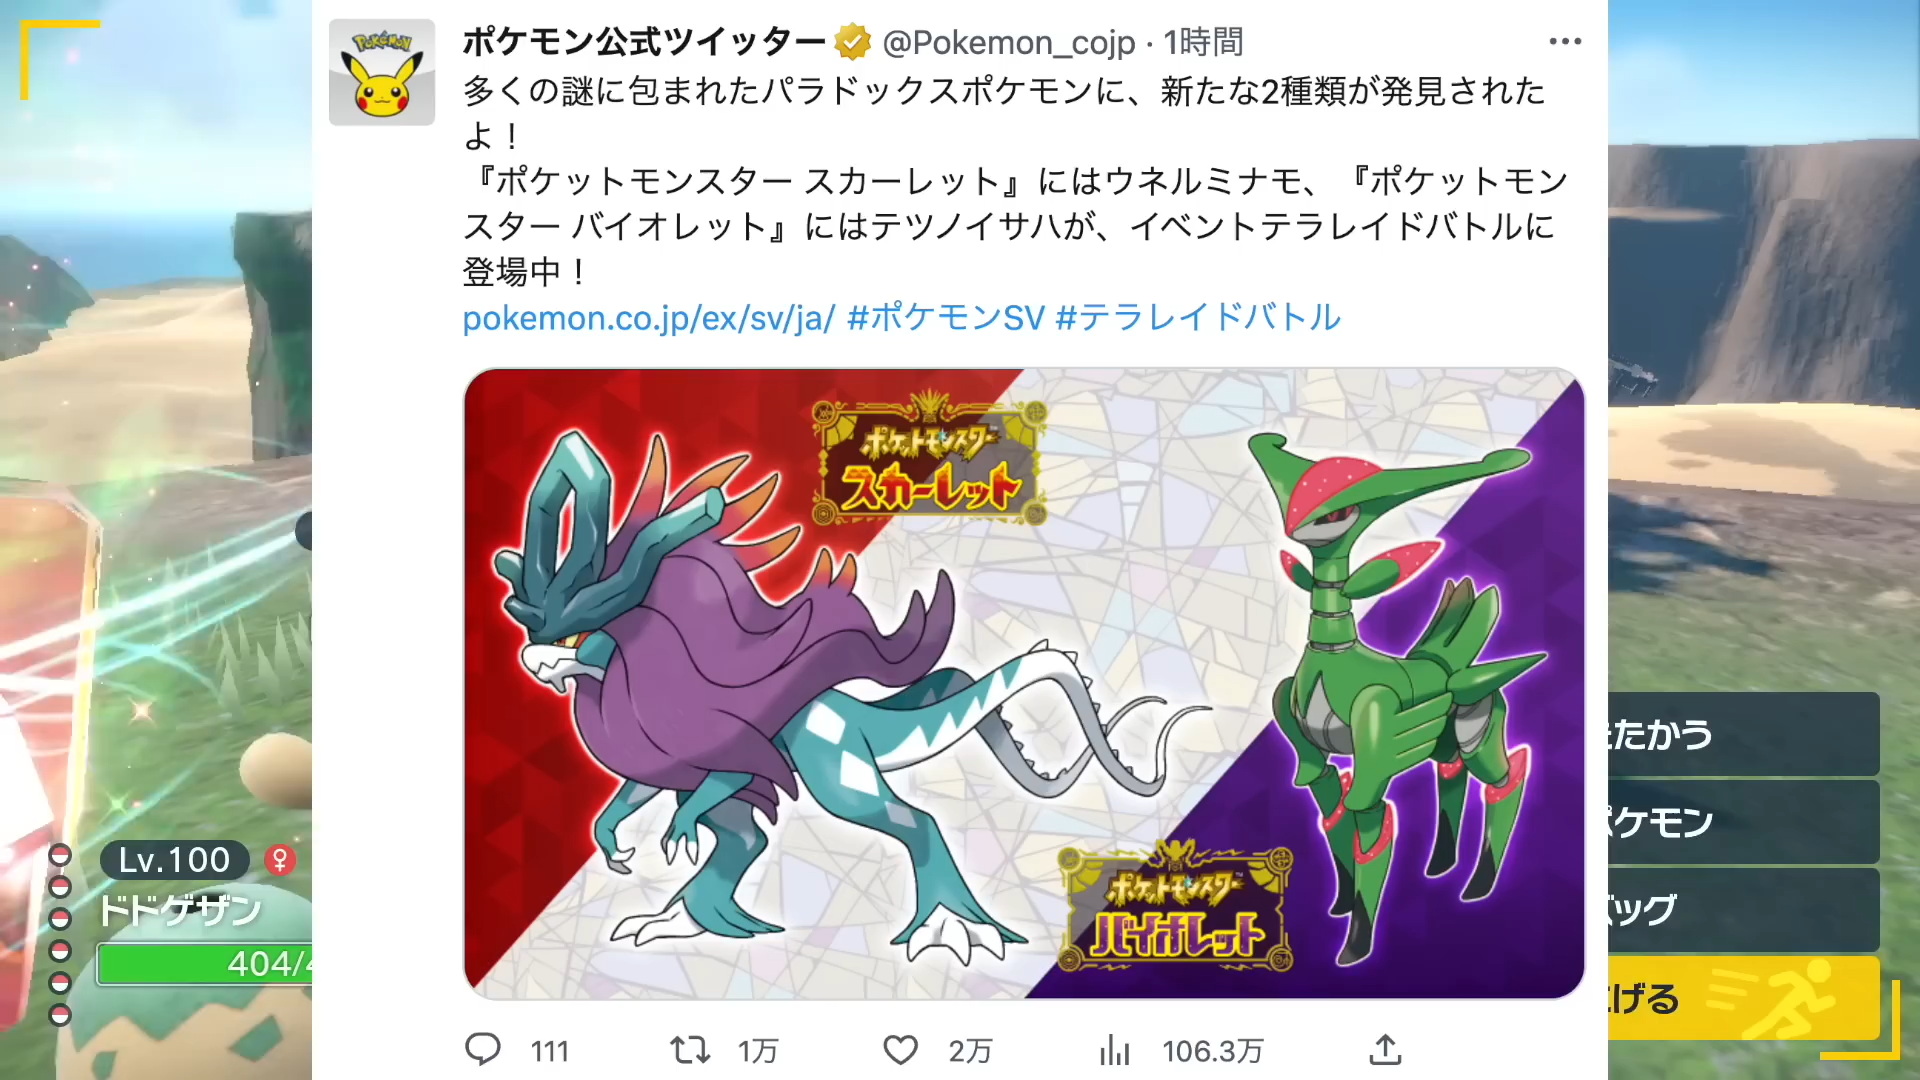 ポケモン公式ツイッター @Pokemon_cojp · 1時間
多くの謎に包まれたパラドックスポケモンに、新たな2種類が発見された
よ！
『ポケットモンスター スカーレット』にはウネルミナモ、『ポケットモン
スター バイオレット』にはテツノイサハが、イベントテラレイドバトルに
登場中！
pokemon.co.jp/ex/sv/ja/ #ポケモンSV #テラレイドバトル
Pokémon
ポケットモンスター
スカーレット
ポケットモンスター
バイオレット
111 1万 2万 106.3万
Lv.100
ドドゲザン
404/
たたかう
ポケモン
バッグ
にげる